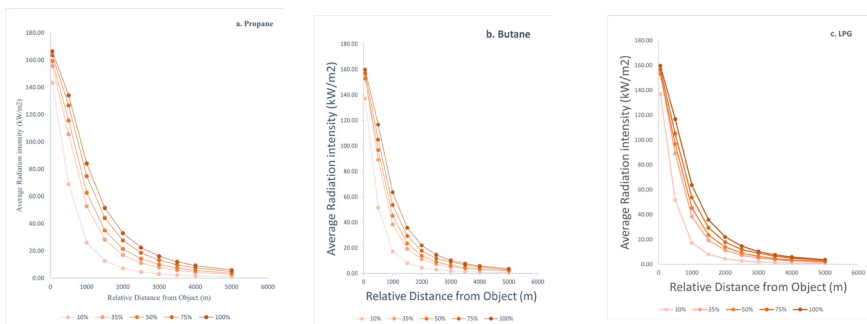 a. Propane
Average Radiation intensity (kW/m2)
180.00
160.00
140.00
120.00
100.00
80.00
60.00
40.00
20.00
0.00
0 1000 2000 3000 4000 5000 6000
Relative Distance from Object (m)
10% 35% 50% 75% 100%
b. Butane
Average Radiation intensity (kW/m2)
180.00
160.00
140.00
120.00
100.00
80.00
60.00
40.00
20.00
0.00
0 1000 2000 3000 4000 5000 6000
Relative Distance from Object (m)
10% 35% 50% 75% 100%
c. LPG
Average Radiation intensity (kW/m2)
180.00
160.00
140.00
120.00
100.00
80.00
60.00
40.00
20.00
0.00
0 1000 2000 3000 4000 5000 6000
Relative Distance from Object (m)
10% 35% 50% 75% 100%